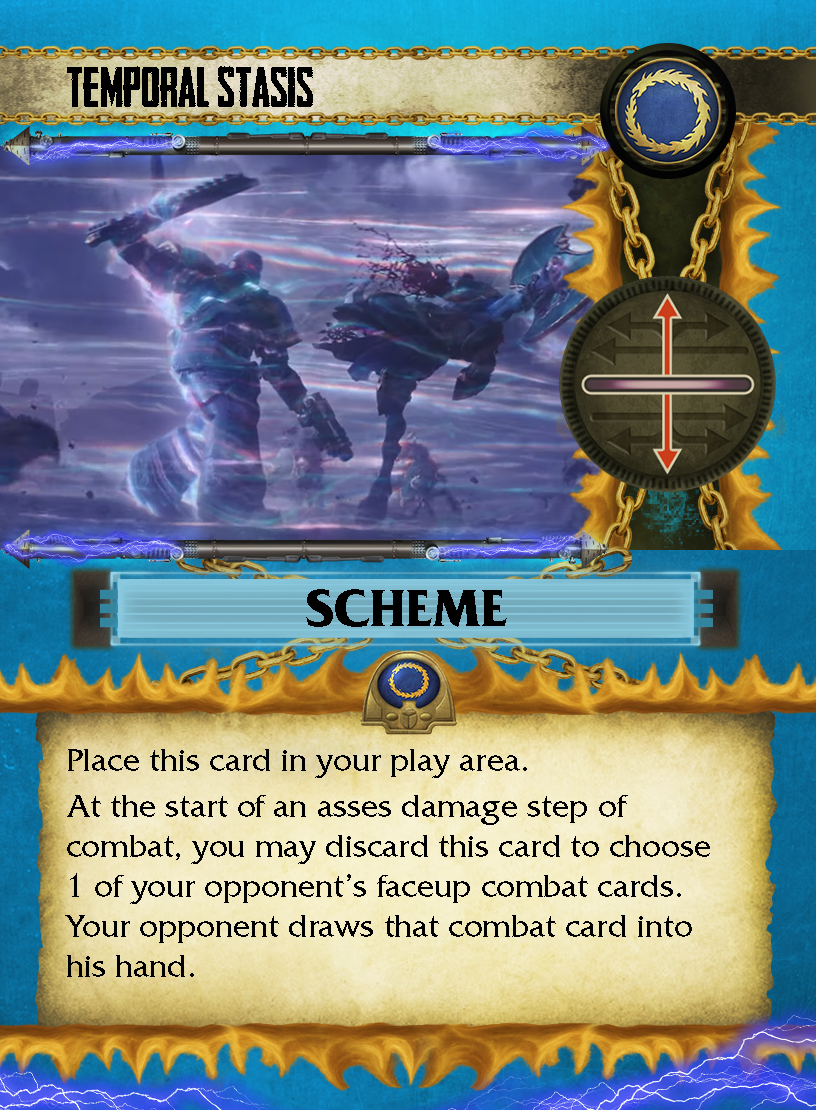 TEMPORAL STASIS
SCHEME
Place this card in your play area.
At the start of an asses damage step of
combat, you may discard this card to choose
1 of your opponent's faceup combat cards.
Your opponent draws that combat card into
his hand.